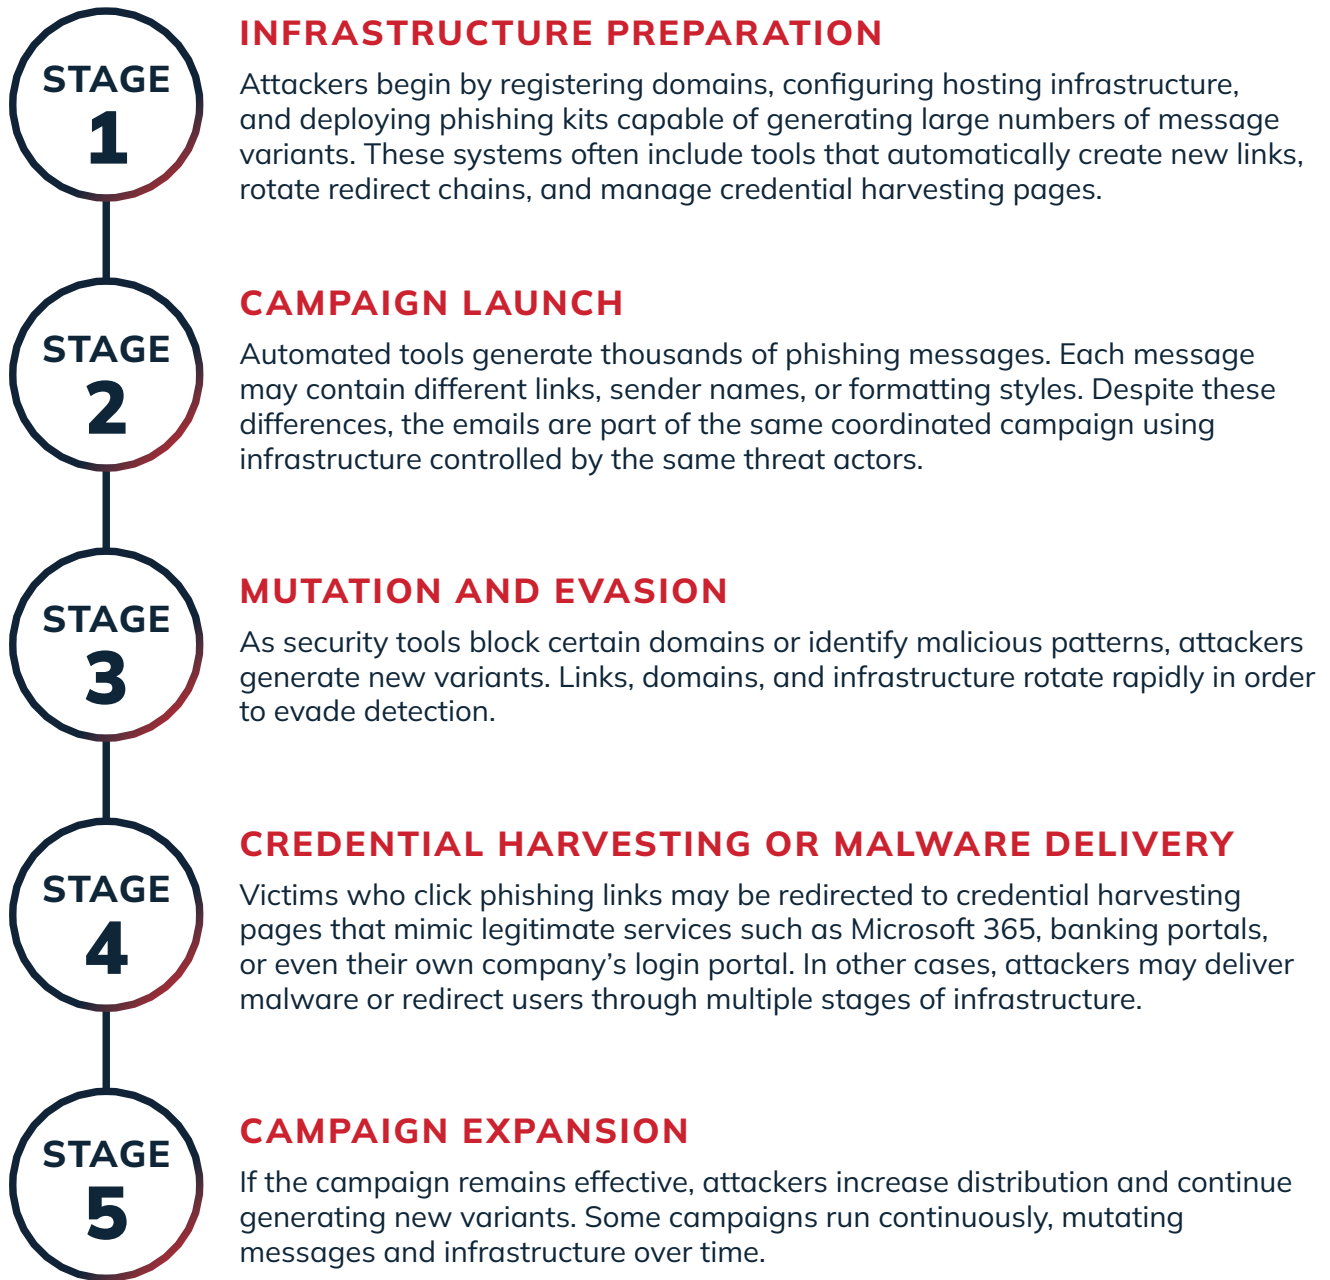 STAGE
1
INFRASTRUCTURE PREPARATION
Attackers begin by registering domains, configuring hosting infrastructure,
and deploying phishing kits capable of generating large numbers of message
variants. These systems often include tools that automatically create new links,
rotate redirect chains, and manage credential harvesting pages.
STAGE
2
CAMPAIGN LAUNCH
Automated tools generate thousands of phishing messages. Each message
may contain different links, sender names, or formatting styles. Despite these
differences, the emails are part of the same coordinated campaign using
infrastructure controlled by the same threat actors.
STAGE
3
MUTATION AND EVASION
As security tools block certain domains or identify malicious patterns, attackers
generate new variants. Links, domains, and infrastructure rotate rapidly in order
to evade detection.
STAGE
4
CREDENTIAL HARVESTING OR MALWARE DELIVERY
Victims who click phishing links may be redirected to credential harvesting
pages that mimic legitimate services such as Microsoft 365, banking portals,
or even their own company’s login portal. In other cases, attackers may deliver
malware or redirect users through multiple stages of infrastructure.
STAGE
5
CAMPAIGN EXPANSION
If the campaign remains effective, attackers increase distribution and continue
generating new variants. Some campaigns run continuously, mutating
messages and infrastructure over time.